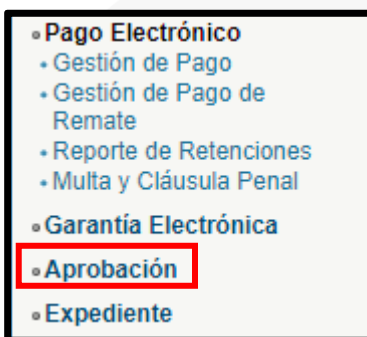 Pago Electrónico
Gestión de Pago
Gestión de Pago de
Remate
Reporte de Retenciones
Multa y Cláusula Penal
Garantía Electrónica
Aprobación
Expediente